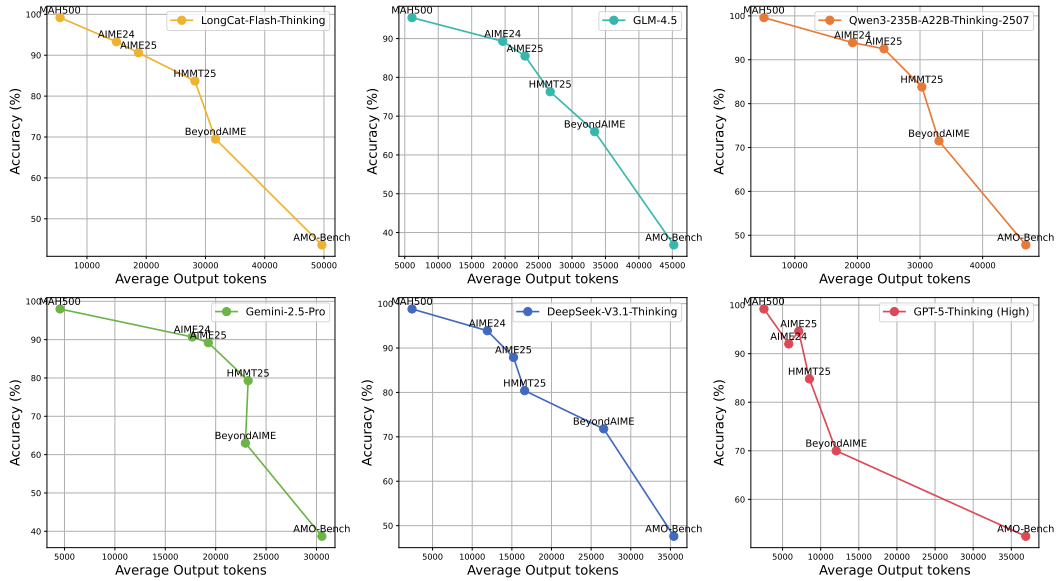 MAH500
LongCat-Flash-Thinking
AIME24
AIME25
HMMT25
BeyondAIME
AMO-Bench
Accuracy (%)
100
90
80
70
60
50
10000 20000 30000 40000 50000
Average Output tokens
MAH500
GLM-4.5
AIME24
AIME25
HMMT25
BeyondAIME
AMO-Bench
Accuracy (%)
90
80
70
60
50
40
5000 10000 15000 20000 25000 30000 35000 40000 45000
Average Output tokens
MAH500
Qwen3-235B-A22B-Thinking-2507
AIME24
AIME25
HMMT25
BeyondAIME
AMO-Bench
Accuracy (%)
100
90
80
70
60
50
10000 20000 30000 40000
Average Output tokens
MAH500
Gemini-2.5-Pro
AIME24
AIME25
HMMT25
BeyondAIME
AMO-Bench
Accuracy (%)
100
90
80
70
60
50
40
5000 10000 15000 20000 25000 30000
Average Output tokens
MAH500
DeepSeek-V3.1-Thinking
AIME24
AIME25
HMMT25
BeyondAIME
AMO-Bench
Accuracy (%)
100
90
80
70
60
50
5000 10000 15000 20000 25000 30000 35000
Average Output tokens
MAH500
GPT-5-Thinking (High)
AIME25
AIME24
HMMT25
BeyondAIME
AMO-Bench
Accuracy (%)
100
90
80
70
60
5000 10000 15000 20000 25000 30000 35000
Average Output tokens